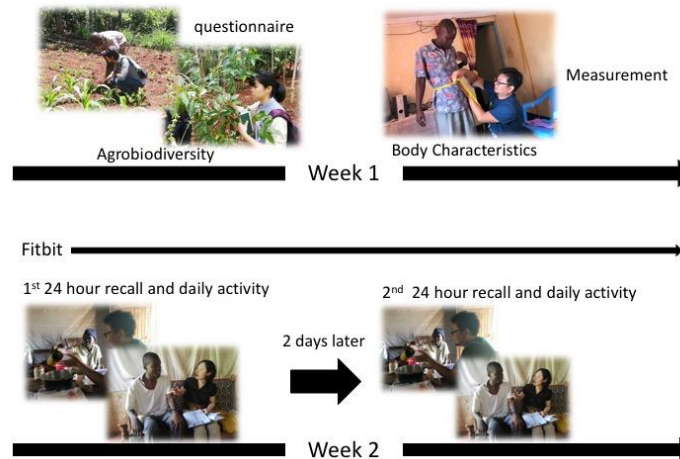 questionnaire
Measurement
Agrobiodiversity
Body Characteristics
Week 1
Fitbit
1st 24 hour recall and daily activity
2nd 24 hour recall and daily activity
2 days later
Week 2